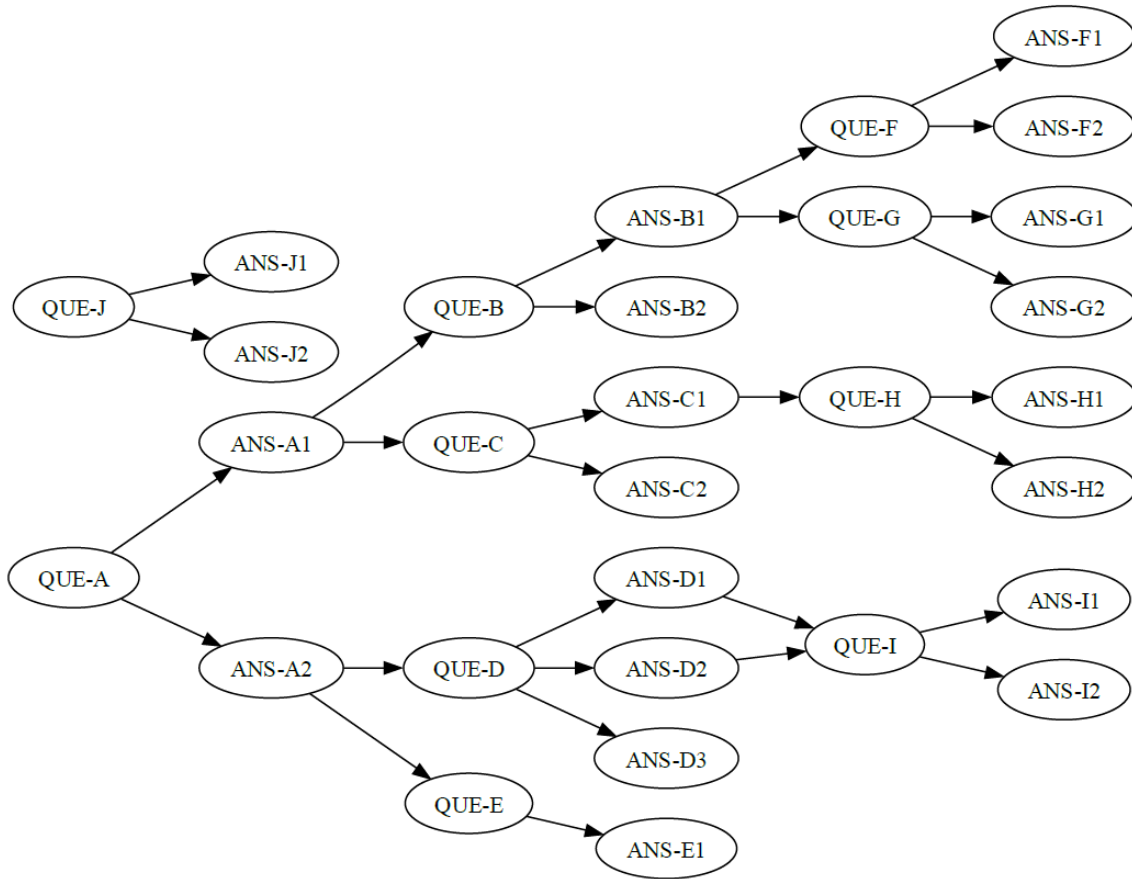 ANS-F1
QUE-F
ANS-F2
ANS-B1
QUE-G
ANS-G1
ANS-J1
QUE-J
QUE-B
ANS-B2
ANS-G2
ANS-J2
ANS-C1
QUE-H
ANS-H1
ANS-A1
QUE-C
ANS-C2
ANS-H2
QUE-A
ANS-D1
ANS-I1
QUE-I
ANS-A2
QUE-D
ANS-D2
ANS-I2
ANS-D3
QUE-E
ANS-E1